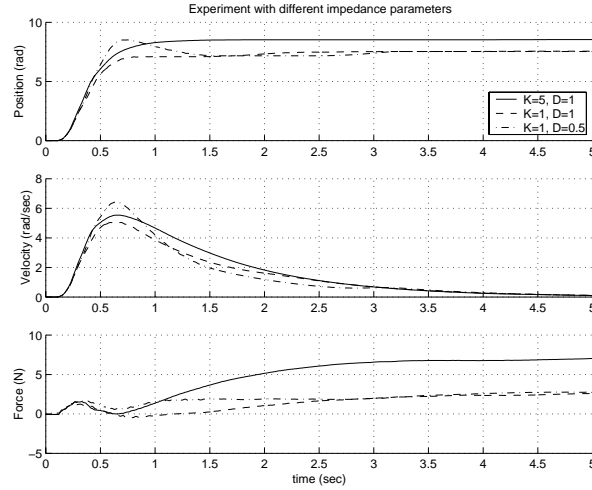 Experiment with different impedance parameters
10
5
0
Position (rad)
K=5, D=1
K=1, D=1
K=1, D=0.5
0 0.5 1 1.5 2 2.5 3 3.5 4 4.5 5
8
6
4
2
0
Velocity (rad/sec)
0 0.5 1 1.5 2 2.5 3 3.5 4 4.5 5
10
5
0
−5
Force (N)
0 0.5 1 1.5 2 2.5 3 3.5 4 4.5 5
time (sec)